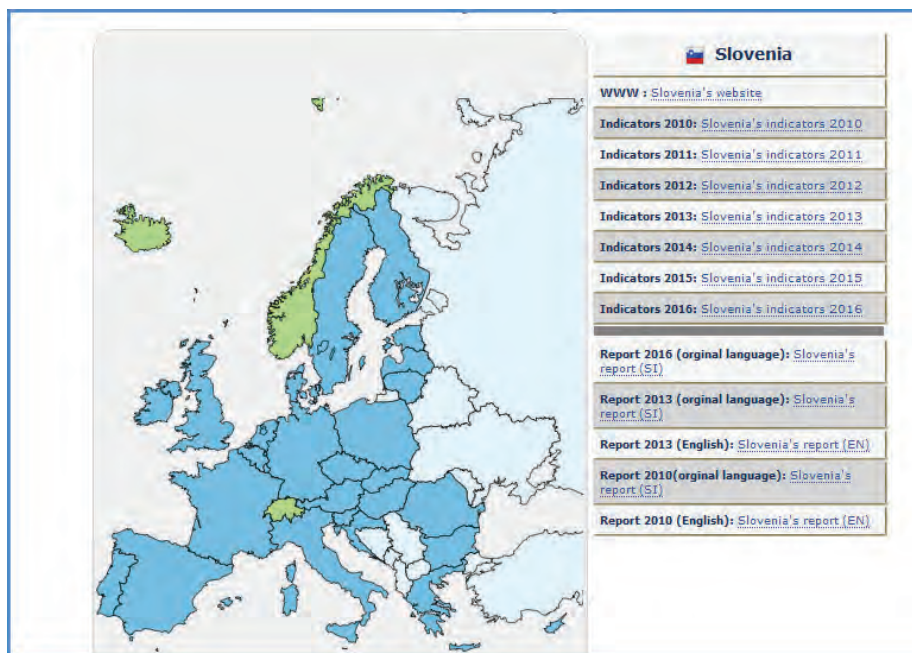 Slovenia
WWW : Slovenia's website
Indicators 2010: Slovenia's indicators 2010
Indicators 2011: Slovenia's indicators 2011
Indicators 2012: Slovenia's indicators 2012
Indicators 2013: Slovenia's indicators 2013
Indicators 2014: Slovenia's indicators 2014
Indicators 2015: Slovenia's indicators 2015
Indicators 2016: Slovenia's indicators 2016
Report 2016 (orginal language): Slovenia's
report (SI)
Report 2013 (orginal language): Slovenia's
report (SI)
Report 2013 (English): Slovenia's report (EN)
Report 2010(orginal language): Slovenia's
report (SI)
Report 2010 (English): Slovenia's report (EN)